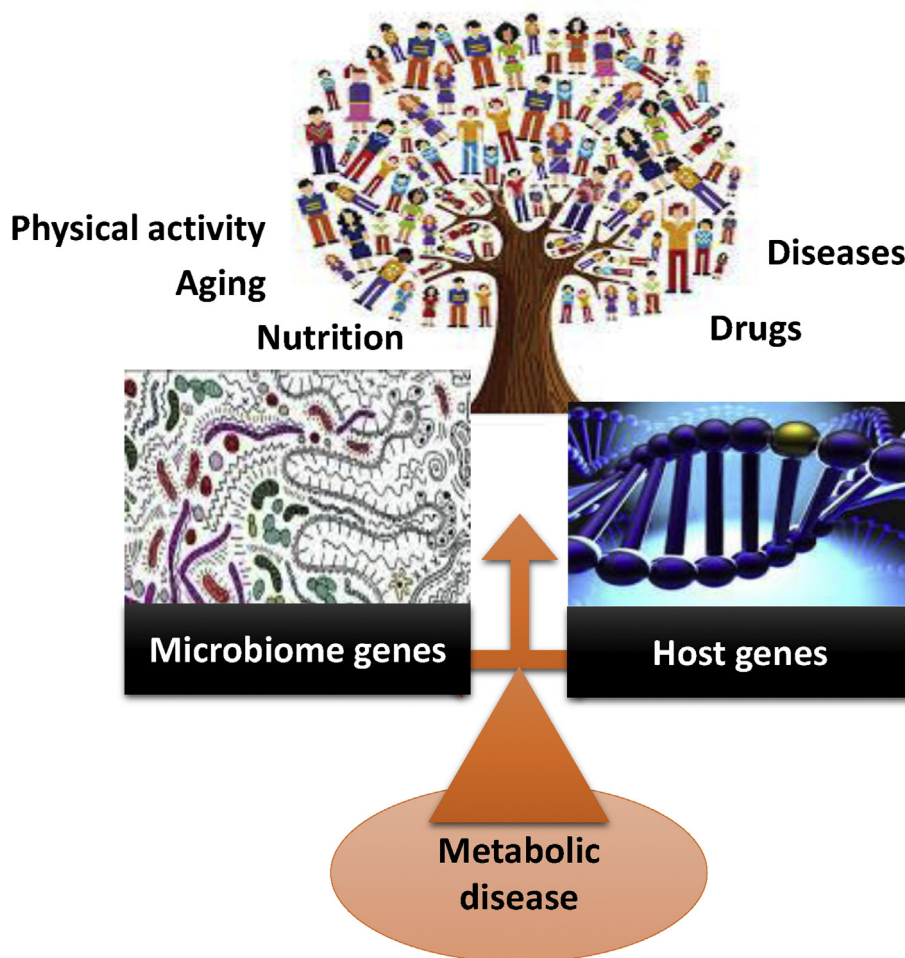 Physical activity
Aging
Nutrition
Diseases
Drugs
Microbiome genes
Host genes
Metabolic
disease